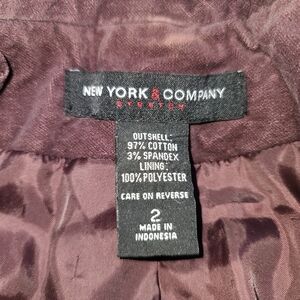 NEW YORK & COMPANY
STRETCH
OUTSHELL:
97% COTTON
3% SPANDEX
LINING:
100% POLYESTER
CARE ON REVERSE
2
MADE IN
INDONESIA